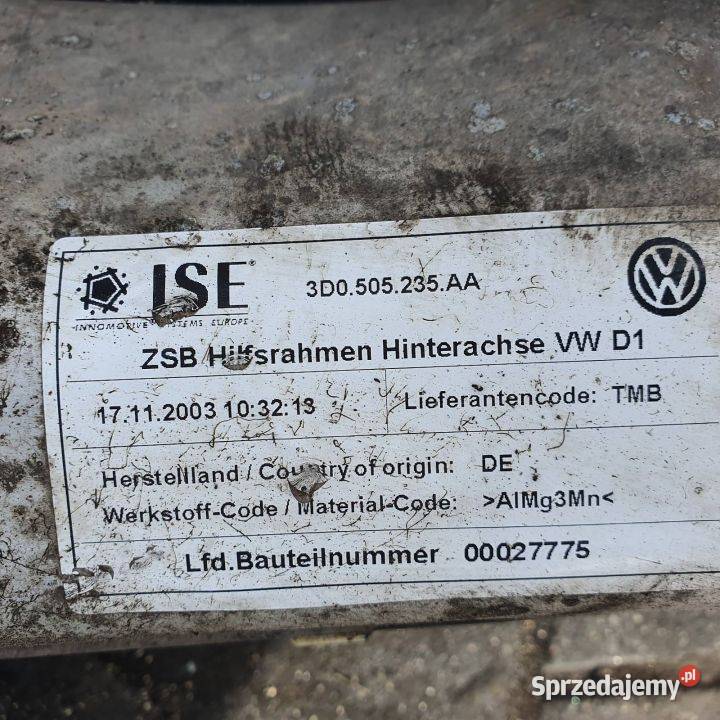 ISE® 3D0.505.235.AA
INNOMOTIVE SYSTEMS EUROPE
ZSB Hilfsrahmen Hinterachse VW D1
17.11.2003 10:32:13 Lieferantencode: TMB
Herstellland / Country of origin: DE
Werkstoff-Code / Material-Code: >AlMg3Mn<
Lfd.Bauteilnummer 00027775
Sprzedajemy.pl